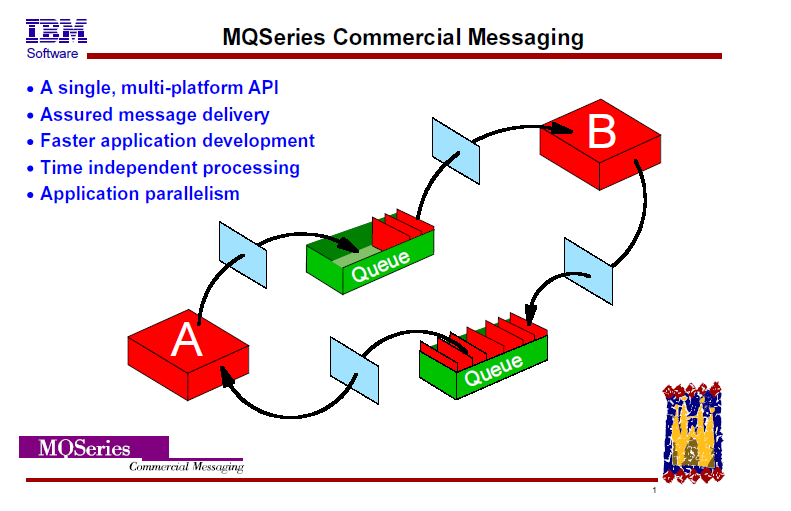 IBM
Software
MQSeries Commercial Messaging
• A single, multi-platform API
• Assured message delivery
• Faster application development
• Time independent processing
• Application parallelism
B
Queue
A
Queue
MQSeries
Commercial Messaging
1